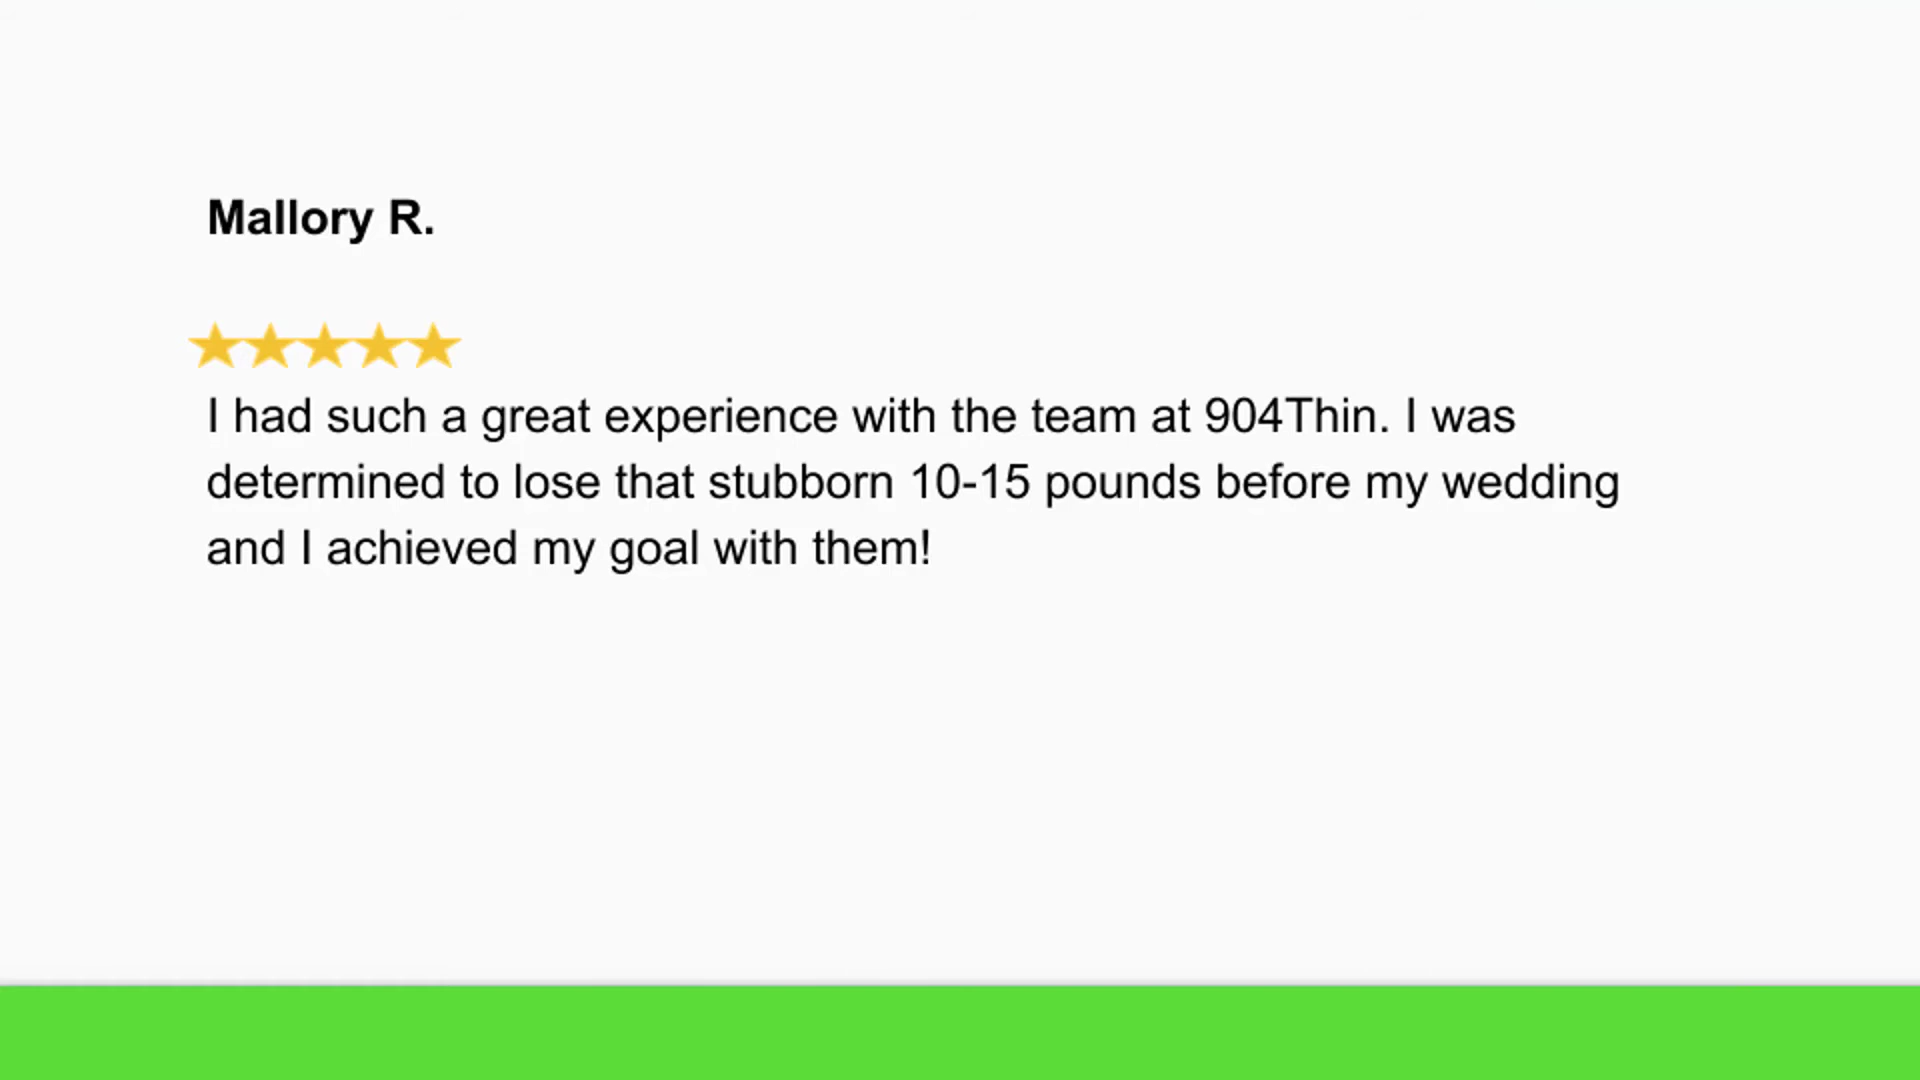 Mallory R.
I had such a great experience with the team at 904Thin. I was
determined to lose that stubborn 10-15 pounds before my wedding
and I achieved my goal with them!